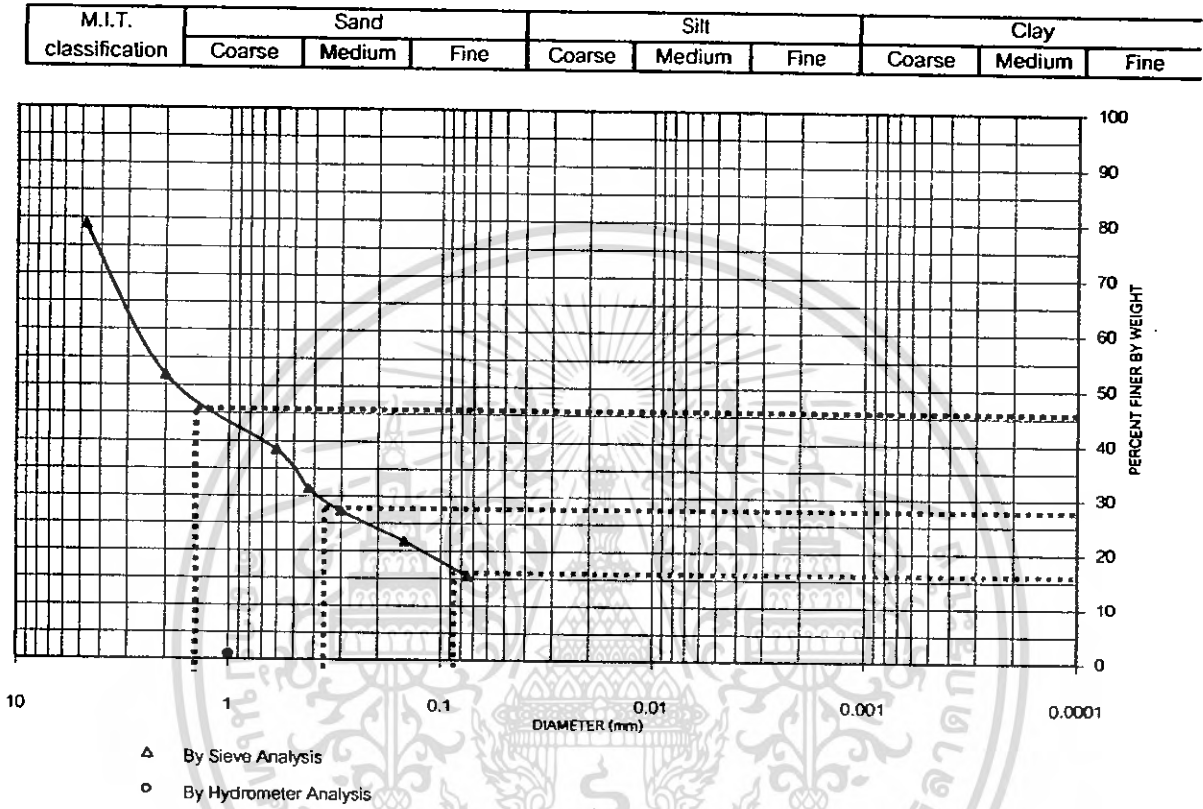 M.I.T.
classification
Sand
Silt
Clay
Coarse Medium Fine Coarse Medium Fine Coarse Medium Fine
100
90
80
70
60
50
40
30
20
10
0
PERCENT FINER BY WEIGHT
10 1 0.1 0.01 0.001 0.0001
DIAMETER (mm)
By Sieve Analysis
By Hydrometer Analysis